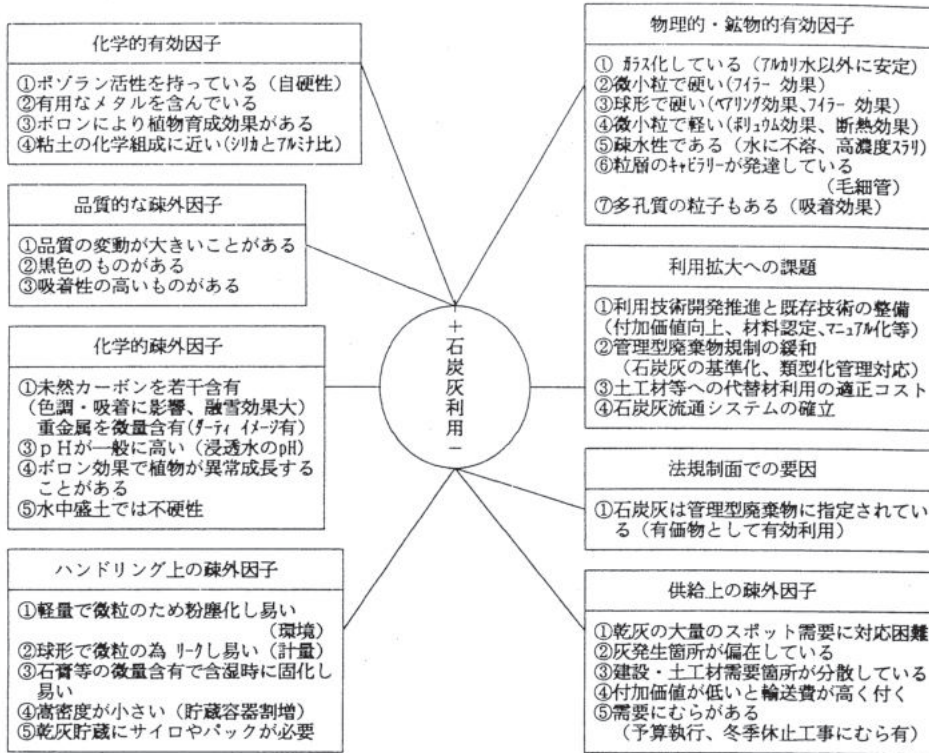 化学的有効因子
①ポゾラン活性を持っている（自硬性）
②有用なメタルを含んでいる
③ボロンにより植物育成効果がある
④粘土の化学組成に近い(ｼﾘｶとｱﾙﾐﾅ比)
品質的な疎外因子
①品質の変動が大きいことがある
②黒色のものがある
③吸着性の高いものがある
化学的疎外因子
①未然カーボンを若干含有
（色調・吸着に影響、融雪効果大）
重金属を微量含有(ﾀﾞｰﾃｨ ｲﾒｰｼﾞ有)
③ｐＨが一般に高い（浸透水のpH)
④ボロン効果で植物が異常成長する
ことがある
⑤水中盛土では不硬性
ハンドリング上の疎外因子
①軽量で微粒のため粉塵化し易い
（環境）
②球形で微粒の為 ﾘｰｸし易い（計量）
③石膏等の微量含有で含湿時に固化し
易い
④嵩密度が小さい（貯蔵容器割増）
⑤乾灰貯蔵にサイロやパックが必要
＋石炭灰利用－
物理的・鉱物的有効因子
① ｶﾞﾗｽ化している（ｱﾙｶﾘ水以外に安定）
②微小粒で硬い(ﾌｨﾗｰ 効果）
③球形で硬い(ﾍﾞｱﾘﾝｸﾞ効果､ﾌｨﾗｰ 効果）
④微小粒で軽い(ﾎﾞﾘｭｳﾑ効果、断熱効果）
⑤疎水性である（水に不溶、高濃度ｽﾗﾘ）
⑥粒層のｷｬﾋﾟﾗﾘｰが発達している
（毛細管）
⑦多孔質の粒子もある（吸着効果）
利用拡大への課題
①利用技術開発推進と既存技術の整備
（付加価値向上、材料認定､ﾏﾆｭｱﾙ化等）
②管理型廃棄物規制の緩和
（石炭灰の基準化、類型化管理対応）
③土工材等への代替材利用の適正コスト
④石炭灰流通システムの確立
法規制面での要因
①石炭灰は管理型廃棄物に指定されてい
る（有価物として有効利用）
供給上の疎外因子
①乾灰の大量のスポット需要に対応困難
②灰発生箇所が偏在している
③建設・土工材需要箇所が分散している
④付加価値が低いと輸送費が高く付く
⑤需要にむらがある
（予算執行、冬季休止工事にむら有）